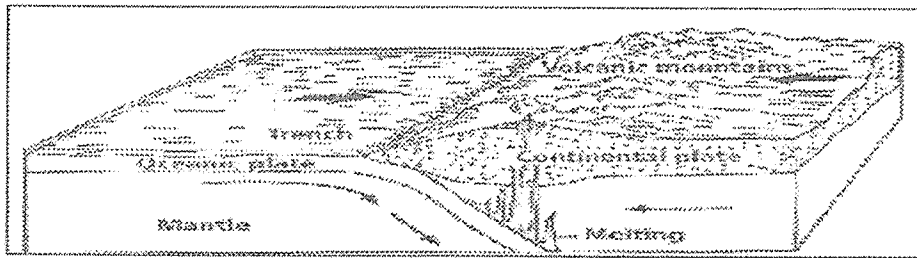 Volcanic mountains
Trench
Oceanic plate
Continental plate
Mantle
Melting